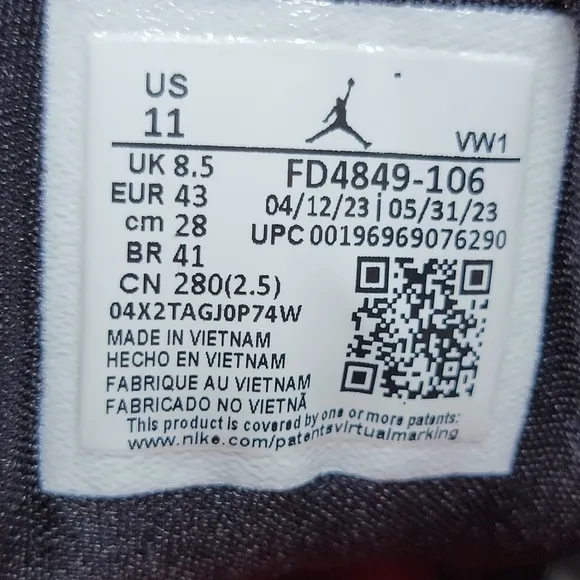 US
11
VW1
UK 8.5
EUR 43
cm 28
BR 41
CN 280(2.5)
FD4849-106
04/12/23 | 05/31/23
UPC 00196969076290
04X2TAGJ0P74W
MADE IN VIETNAM
HECHO EN VIETNAM
FABRIQUE AU VIETNAM
FABRICADO NO VIETNÃ
This product is covered by one or more patents:
www.nike.com/patentsvirtualmarking